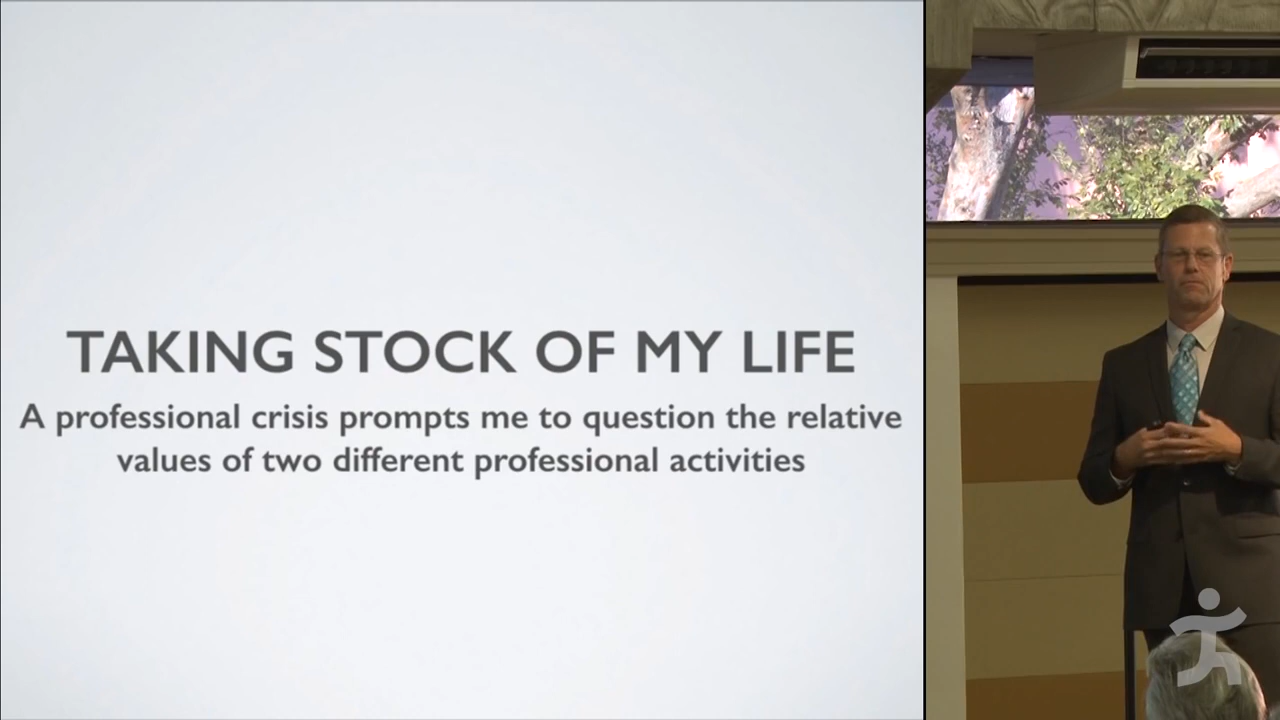 TAKING STOCK OF MY LIFE
A professional crisis prompts me to question the relative
values of two different professional activities